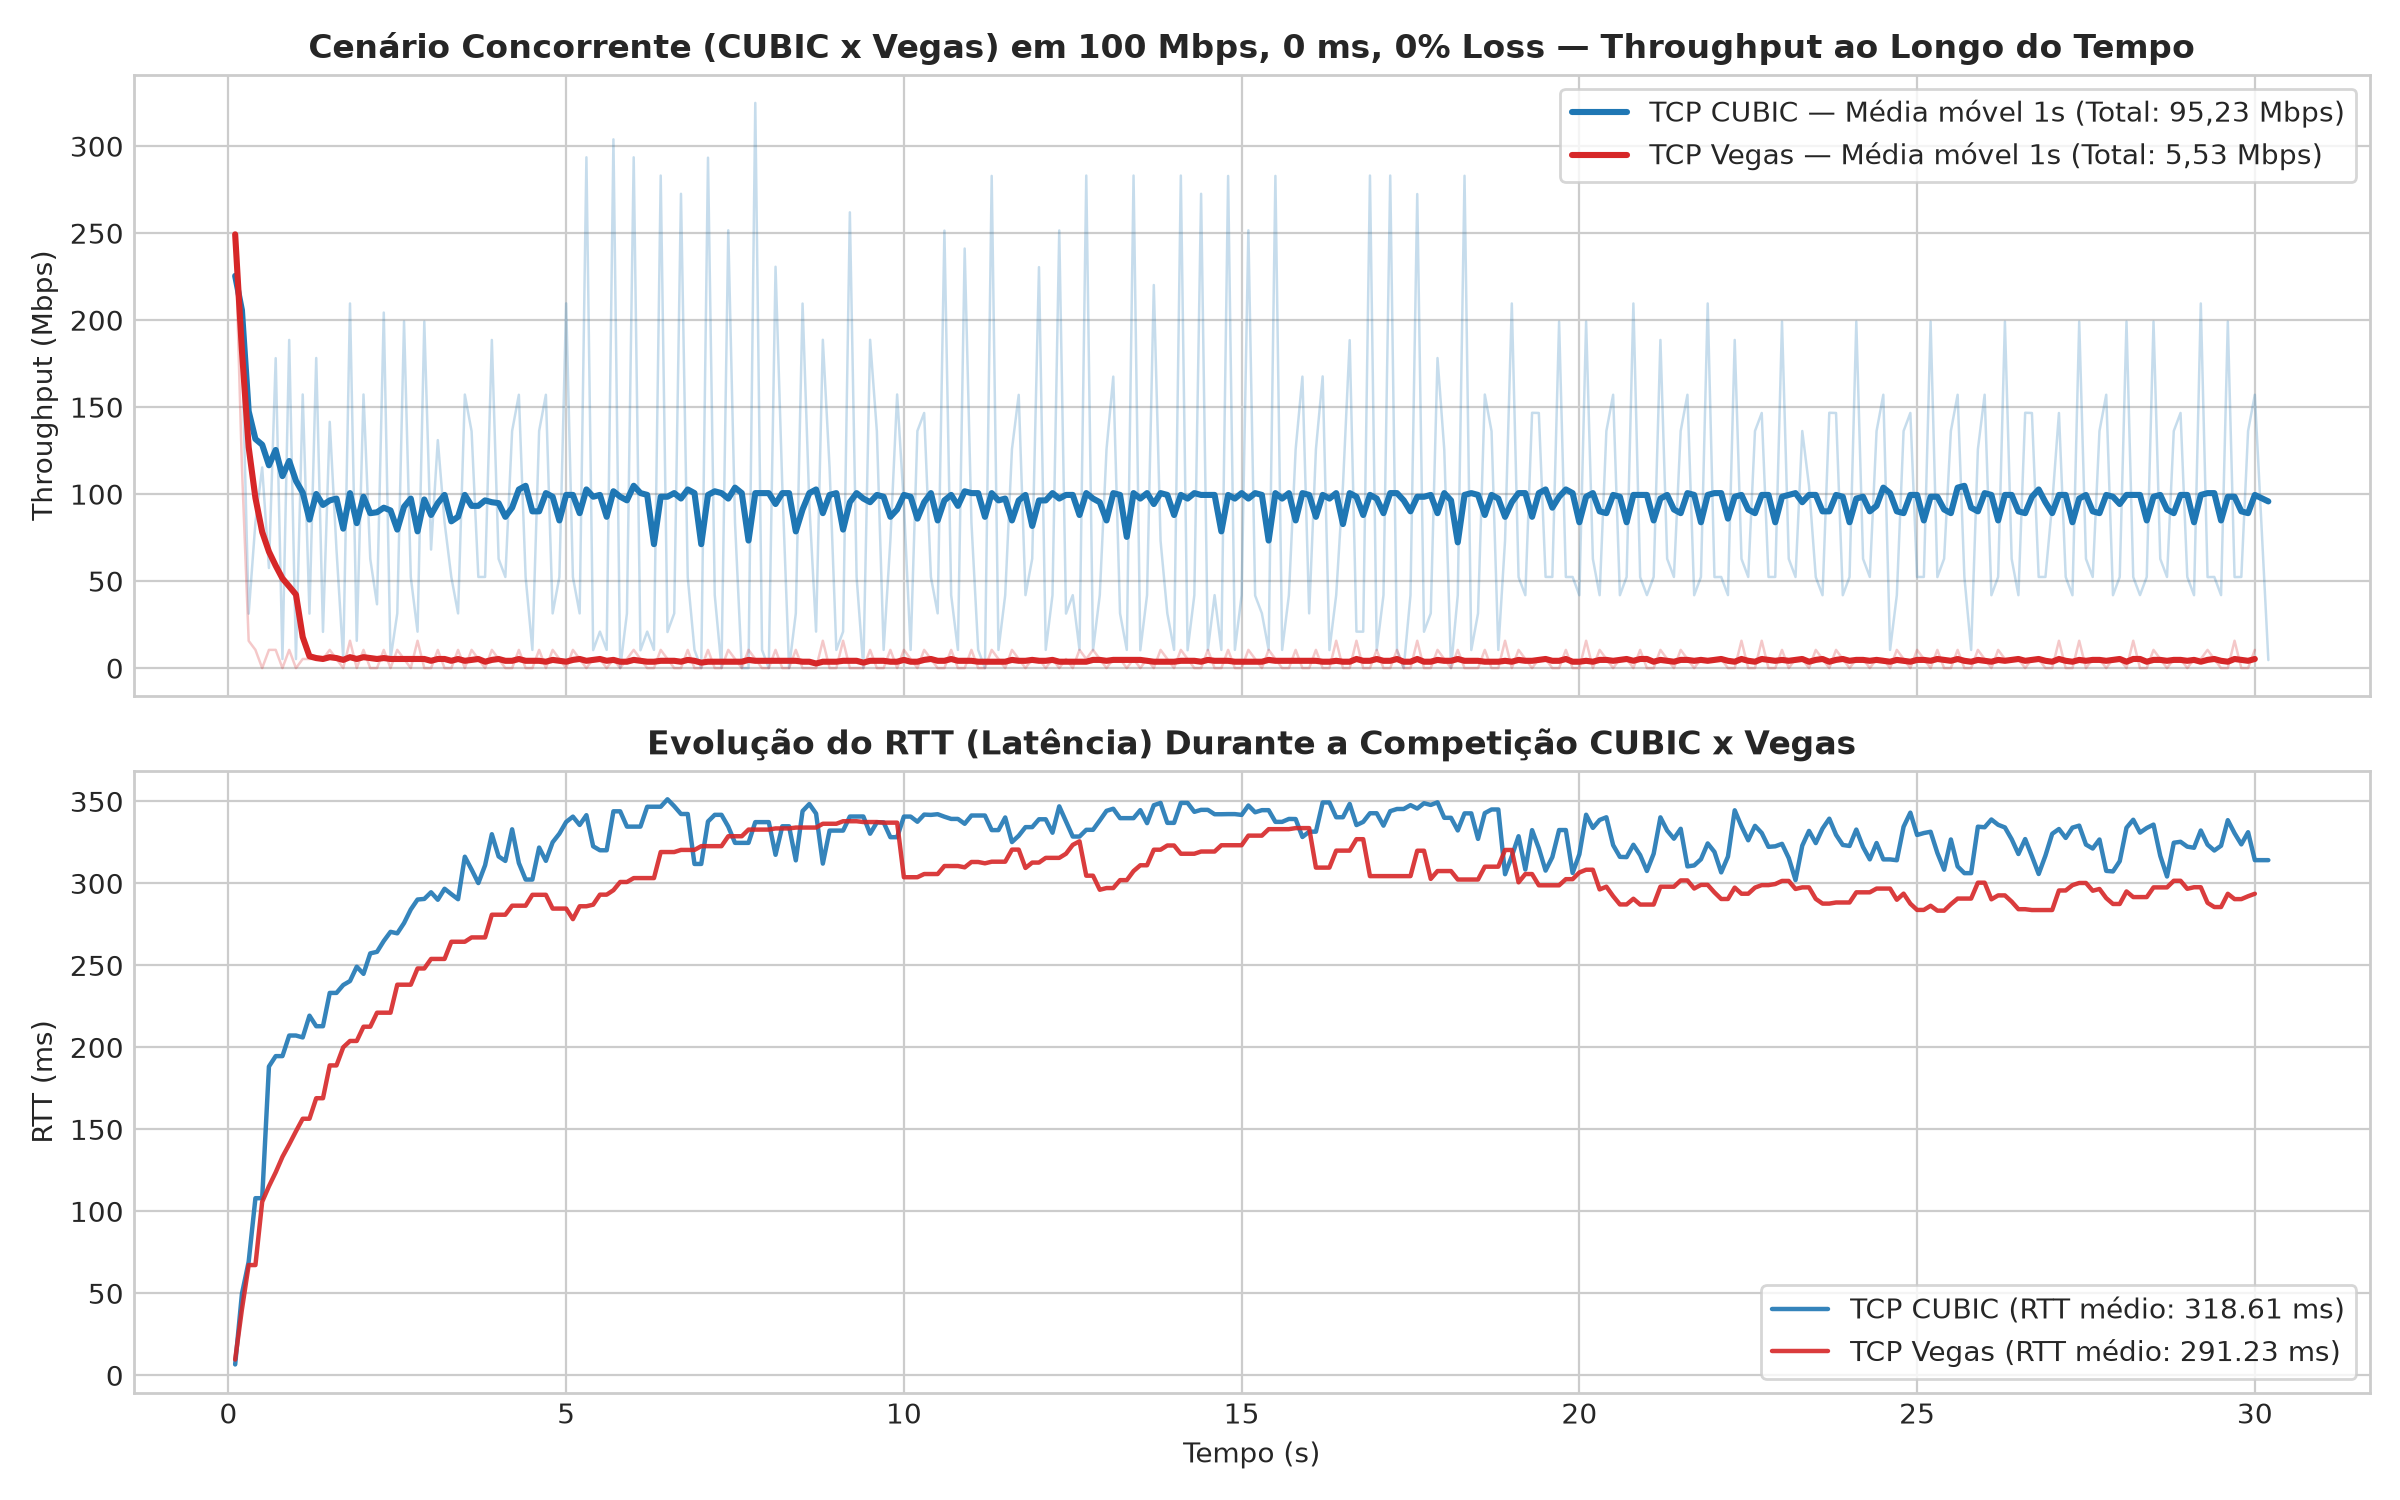 Cenário Concorrente (CUBIC x Vegas) em 100 Mbps, 0 ms, 0% Loss — Throughput ao Longo do Tempo
TCP CUBIC — Média móvel 1s (Total: 95,23 Mbps)
TCP Vegas — Média móvel 1s (Total: 5,53 Mbps)
Throughput (Mbps)
300
250
200
150
100
50
0
Evolução do RTT (Latência) Durante a Competição CUBIC x Vegas
RTT (ms)
350
300
250
200
150
100
50
0
TCP CUBIC (RTT médio: 318.61 ms)
TCP Vegas (RTT médio: 291.23 ms)
0 5 10 15 20 25 30
Tempo (s)